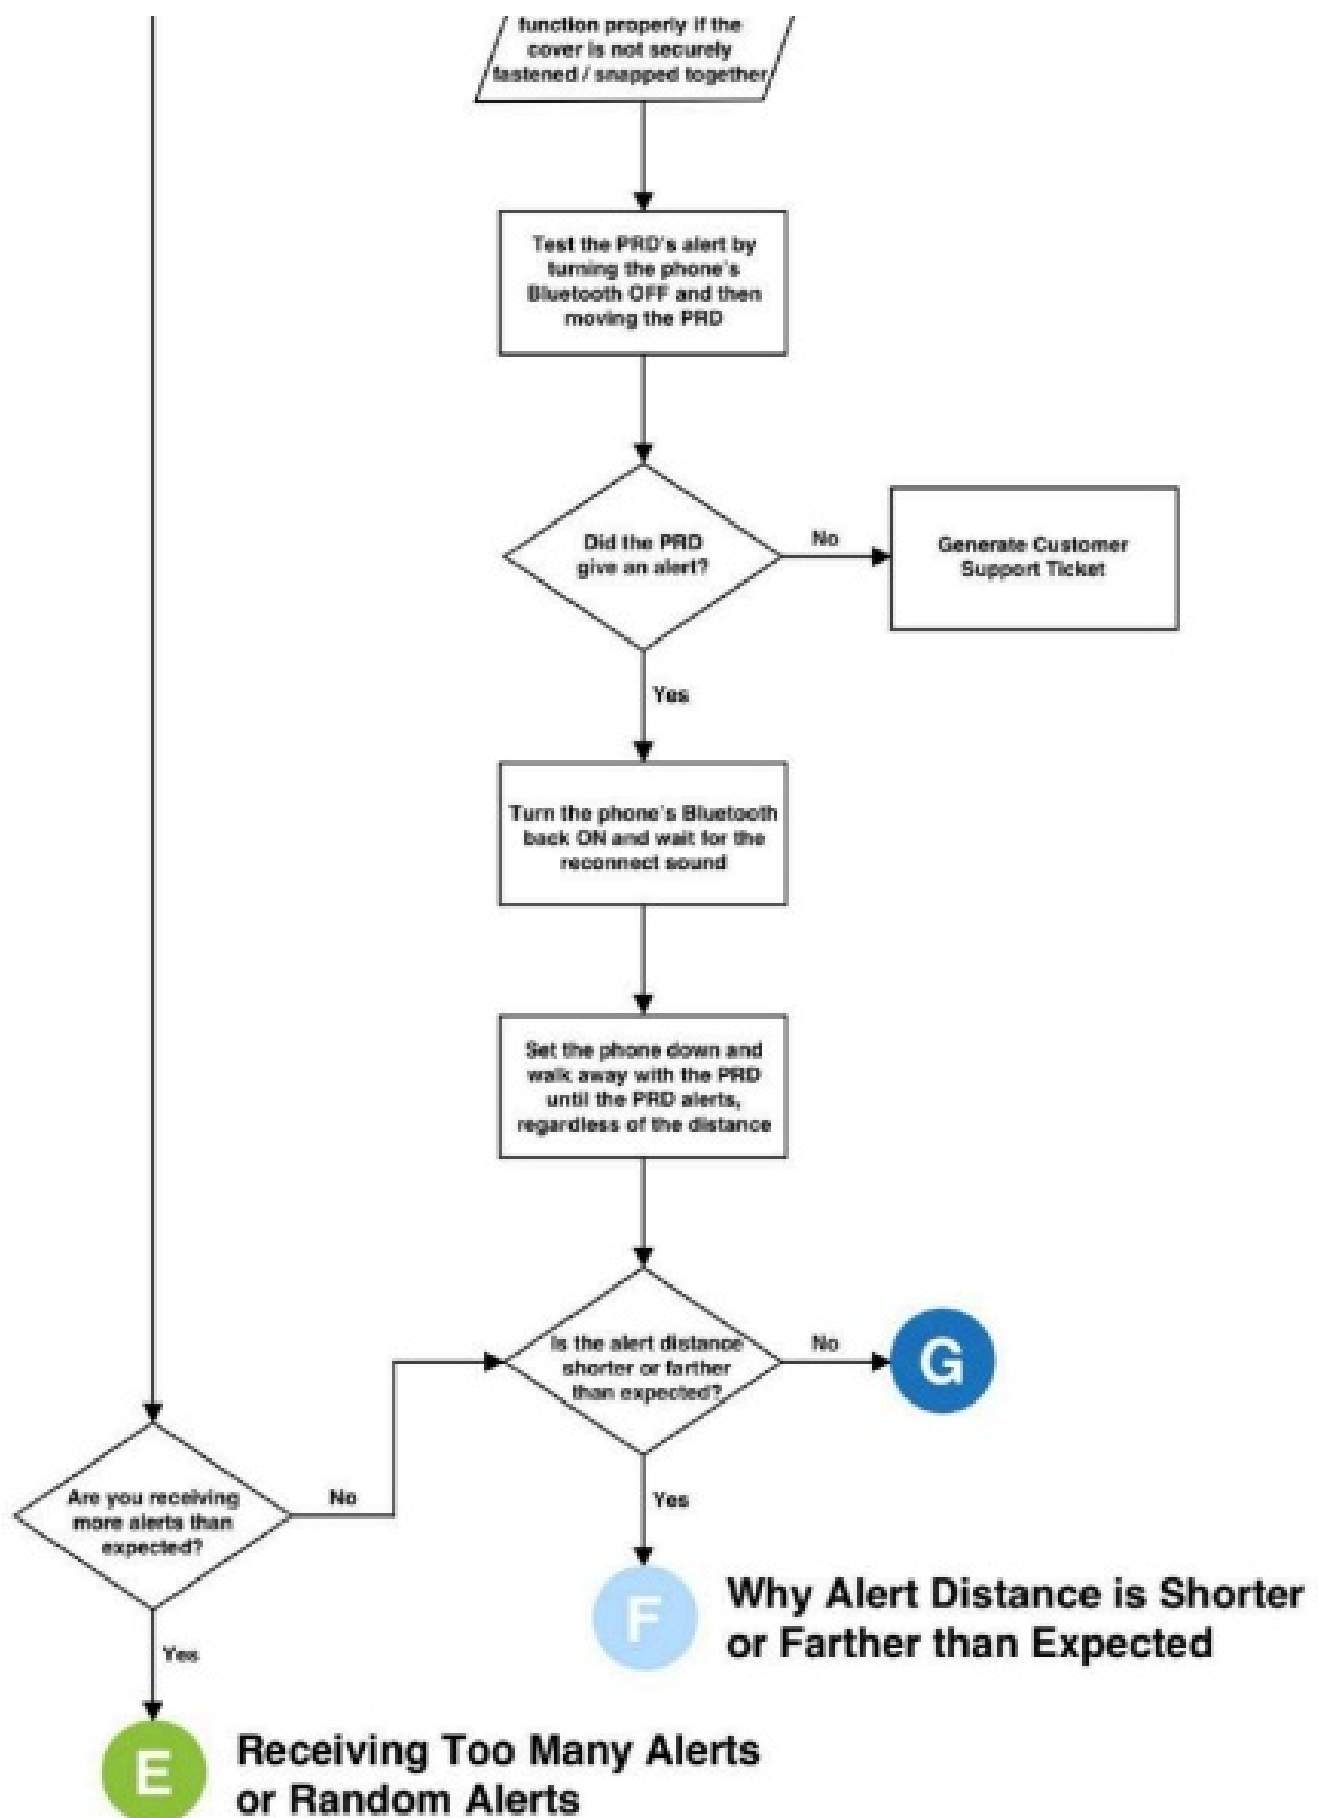 function properly if the
cover is not securely
fastened / snapped together
Test the PRD's alert by
turning the phone's
Bluetooth OFF and then
moving the PRD
Did the PRD
give an alert?
No
Generate Customer
Support Ticket
Yes
Turn the phone's Bluetooth
back ON and wait for the
reconnect sound
Set the phone down and
walk away with the PRD
until the PRD alerts,
regardless of the distance
Is the alert distance
shorter or farther
than expected?
No
G
Are you receiving
more alerts than
expected?
No
Yes
F
Why Alert Distance is Shorter
or Farther than Expected
Yes
E
Receiving Too Many Alerts
or Random Alerts